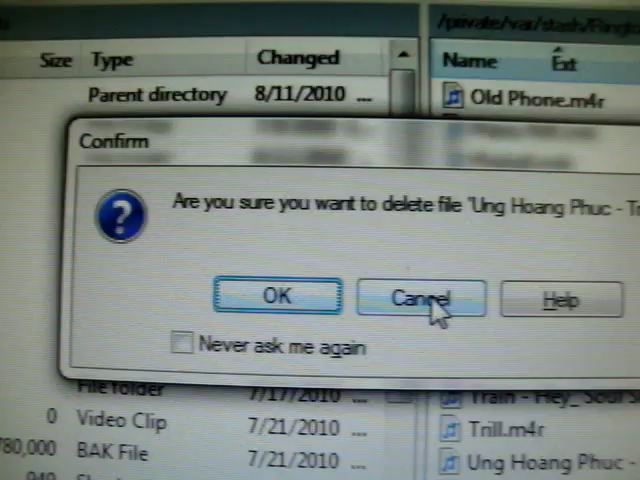 /private/var/stash/Ringto
Size Type Changed
Name Ext
Parent directory 8/11/2010 ...
Old Phone.m4r
Confirm
Are you sure you want to delete file 'Ung Hoang Phuc - Tr
OK Cancel Help
Never ask me again
File folder 7/17/2010 ...
Train - Hey_ Soul S
0 Video Clip 7/21/2010 ...
Trill.m4r
780,000 BAK File 7/21/2010 ...
Ung Hoang Phuc -